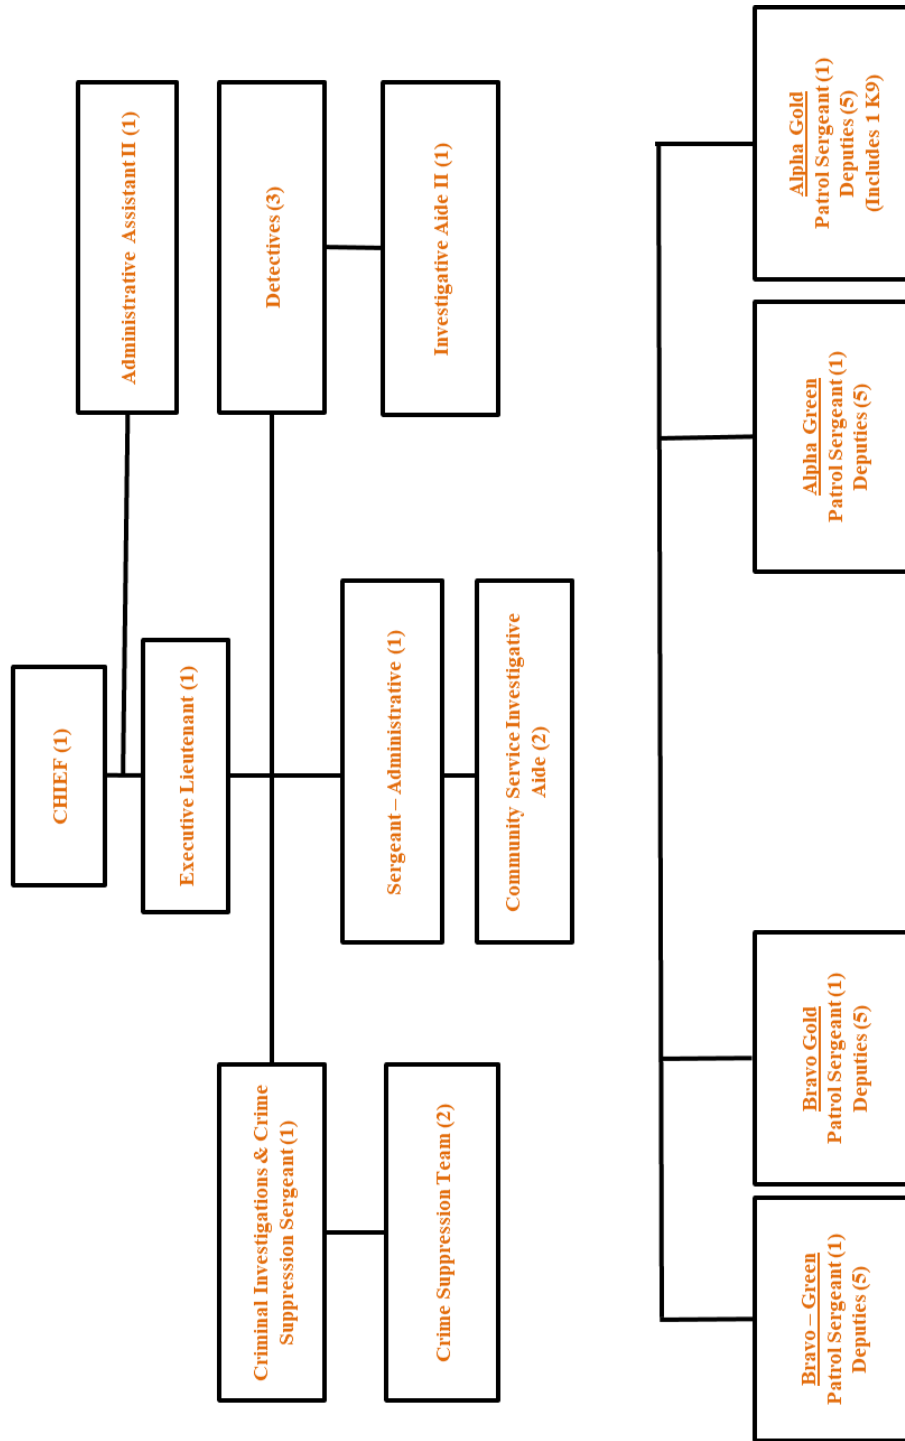 CHIEF (1)
Administrative Assistant II (1)
Executive Lieutenant (1)
Criminal Investigations & Crime
Suppression Sergeant (1)
Detectives (3)
Sergeant – Administrative (1)
Crime Suppression Team (2)
Investigative Aide II (1)
Community Service Investigative
Aide (2)
Bravo – Green
Patrol Sergeant (1)
Deputies (5)
Bravo Gold
Patrol Sergeant (1)
Deputies (5)
Alpha Green
Patrol Sergeant (1)
Deputies (5)
Alpha Gold
Patrol Sergeant (1)
Deputies (5)
(Includes 1 K9)